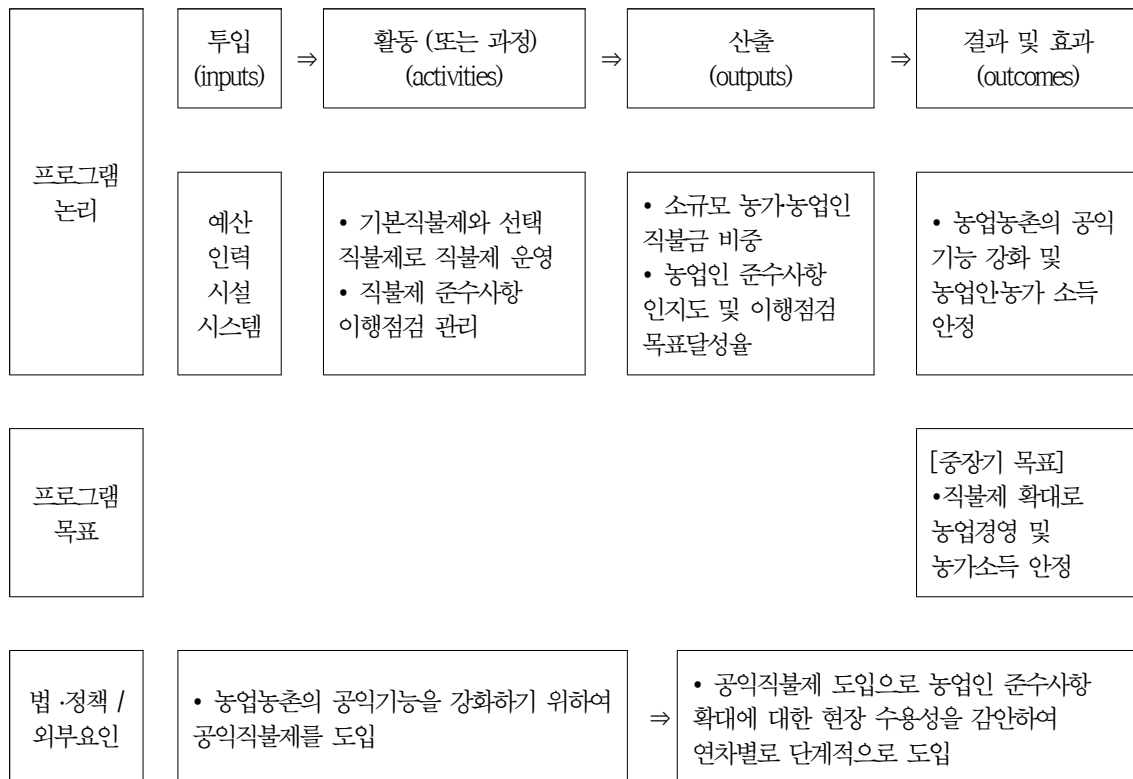 프로그램
논리
투입
(inputs)
⇒
활동 (또는 과정)
(activities)
⇒
산출
(outputs)
⇒
결과 및 효과
(outcomes)
예산
인력
시설
시스템
• 기본직불제와 선택
직불제로 직불제 운영
• 직불제 준수사항
이행점검 관리
• 소규모 농가·농업인
직불금 비중
• 농업인 준수사항
인지도 및 이행점검
목표달성율
• 농업농촌의 공익
기능 강화 및
농업인·농가 소득
안정
프로그램
목표
[중장기 목표]
•직불제 확대로
농업경영 및
농가소득 안정
법 ·정책 /
외부요인
• 농업농촌의 공익기능을 강화하기 위하여
공익직불제를 도입
⇒
• 공익직불제 도입으로 농업인 준수사항
확대에 대한 현장 수용성을 감안하여
연차별로 단계적으로 도입